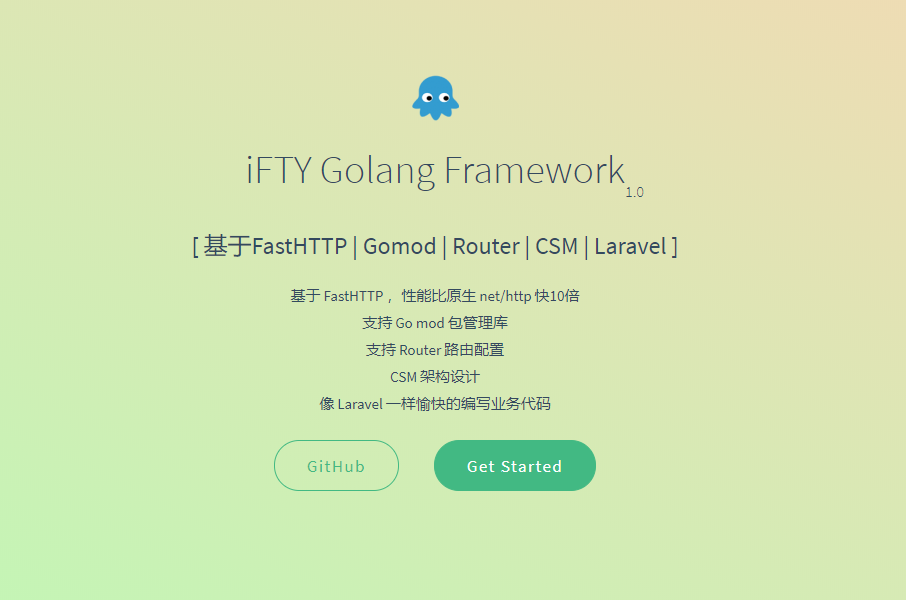 iFTY Golang Framework 1.0
[ 基于FastHTTP | Gomod | Router | CSM | Laravel ]
基于 FastHTTP ，性能比原生 net/http 快10倍
支持 Go mod 包管理库
支持 Router 路由配置
CSM 架构设计
像 Laravel 一样愉快的编写业务代码
GitHub
Get Started